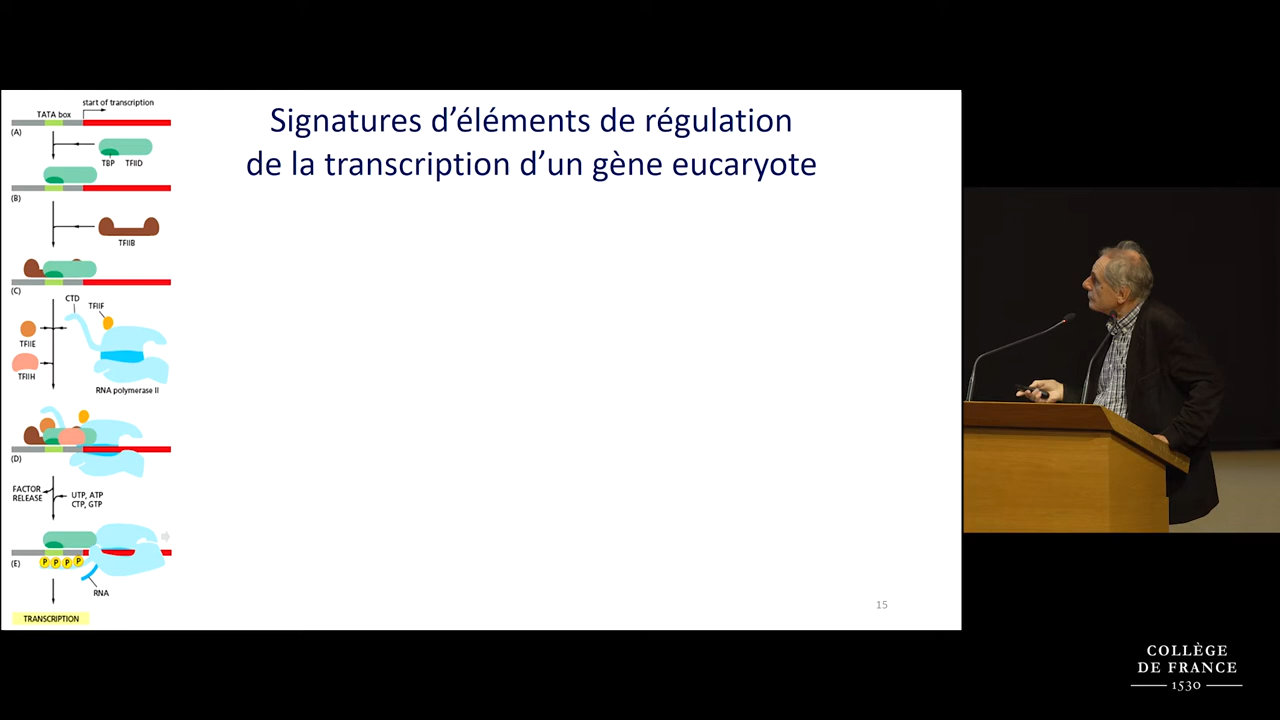 Signatures d'éléments de régulation
de la transcription d'un gène eucaryote
start of transcription
TATA box
(A)
TBP TFIID
(B)
TFIIB
(C)
CTD
TFIIF
TFIIE
TFIIH
RNA polymerase II
(D)
FACTOR
RELEASE
UTP, ATP
CTP, GTP
P P P P
(E)
RNA
TRANSCRIPTION
15
COLLÈGE
DE FRANCE
1530